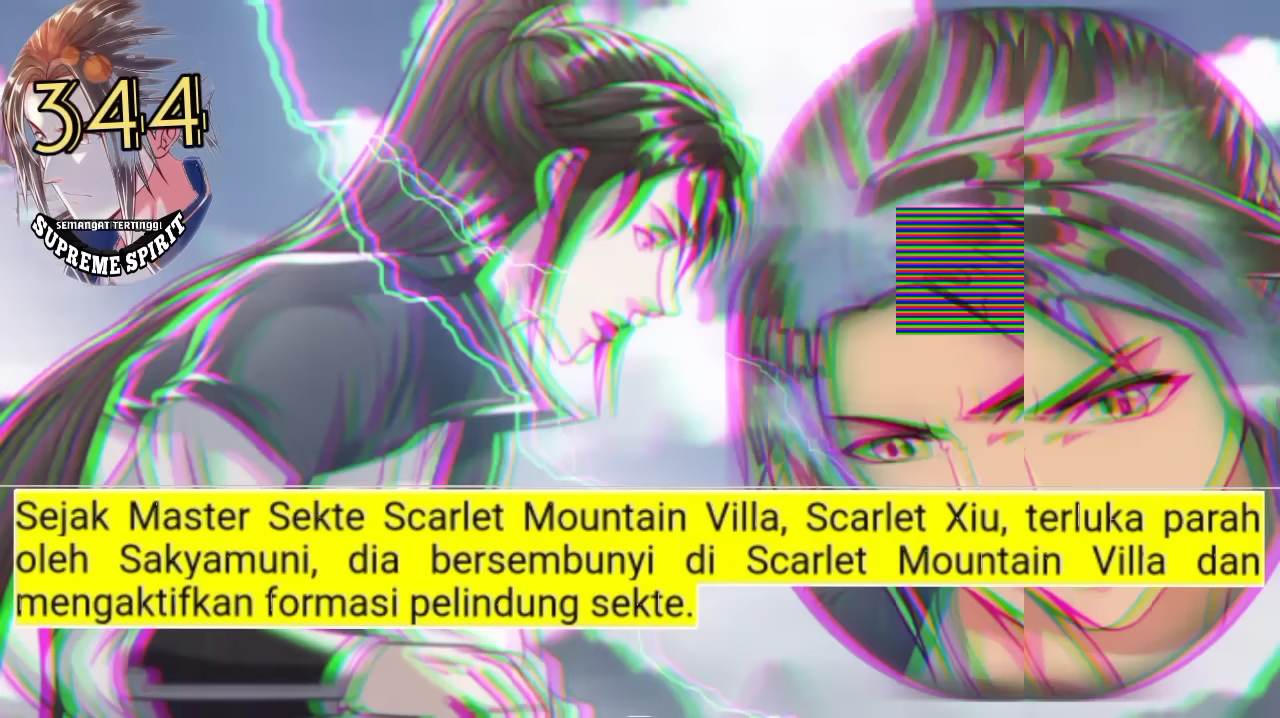 344
SEMANGAT TERTINGGI
SUPREME SPIRIT
Sejak Master Sekte Scarlet Mountain Villa, Scarlet Xiu, terluka parah
oleh Sakyamuni, dia bersembunyi di Scarlet Mountain Villa dan
mengaktifkan formasi pelindung sekte.